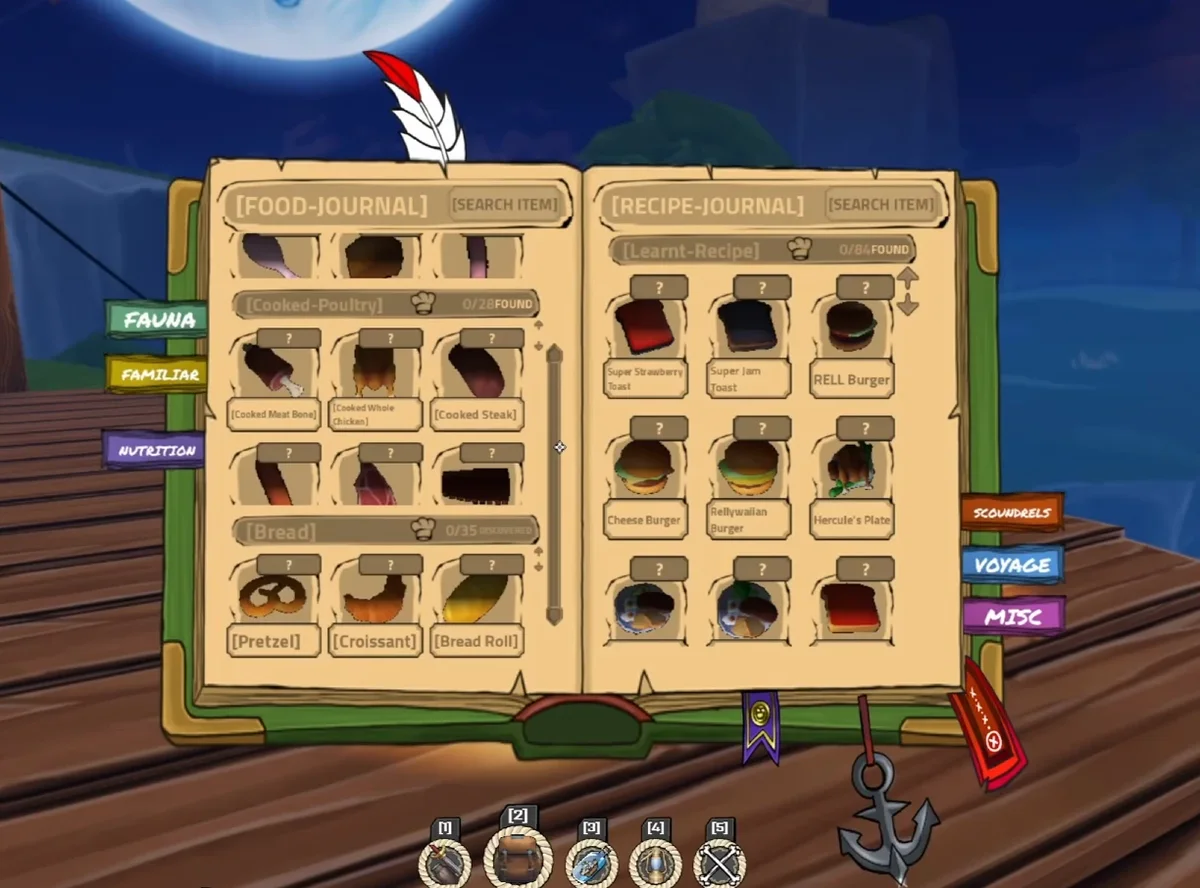 [FOOD-JOURNAL]
[SEARCH ITEM]
[Cooked-Poultry]
0/28FOUND
?
?
?
[Cooked Meat Bone]
[Cooked Whole
Chicken]
[Cooked Steak]
?
?
?
[Bread]
0/35 DISCOVERED
?
?
?
[Pretzel]
[Croissant]
[Bread Roll]
[RECIPE-JOURNAL]
[SEARCH ITEM]
[Learnt-Recipe]
0/84FOUND
?
?
?
Super Strawberry
Toast
Super Jam
Toast
RELL Burger
?
?
?
Cheese Burger
Rellywaiian
Burger
Hercule's Plate
?
?
?
FAUNA
FAMILIAR
NUTRITION
SCOUNDRELS
VOYAGE
MISC
[1]
[2]
[3]
[4]
[5]